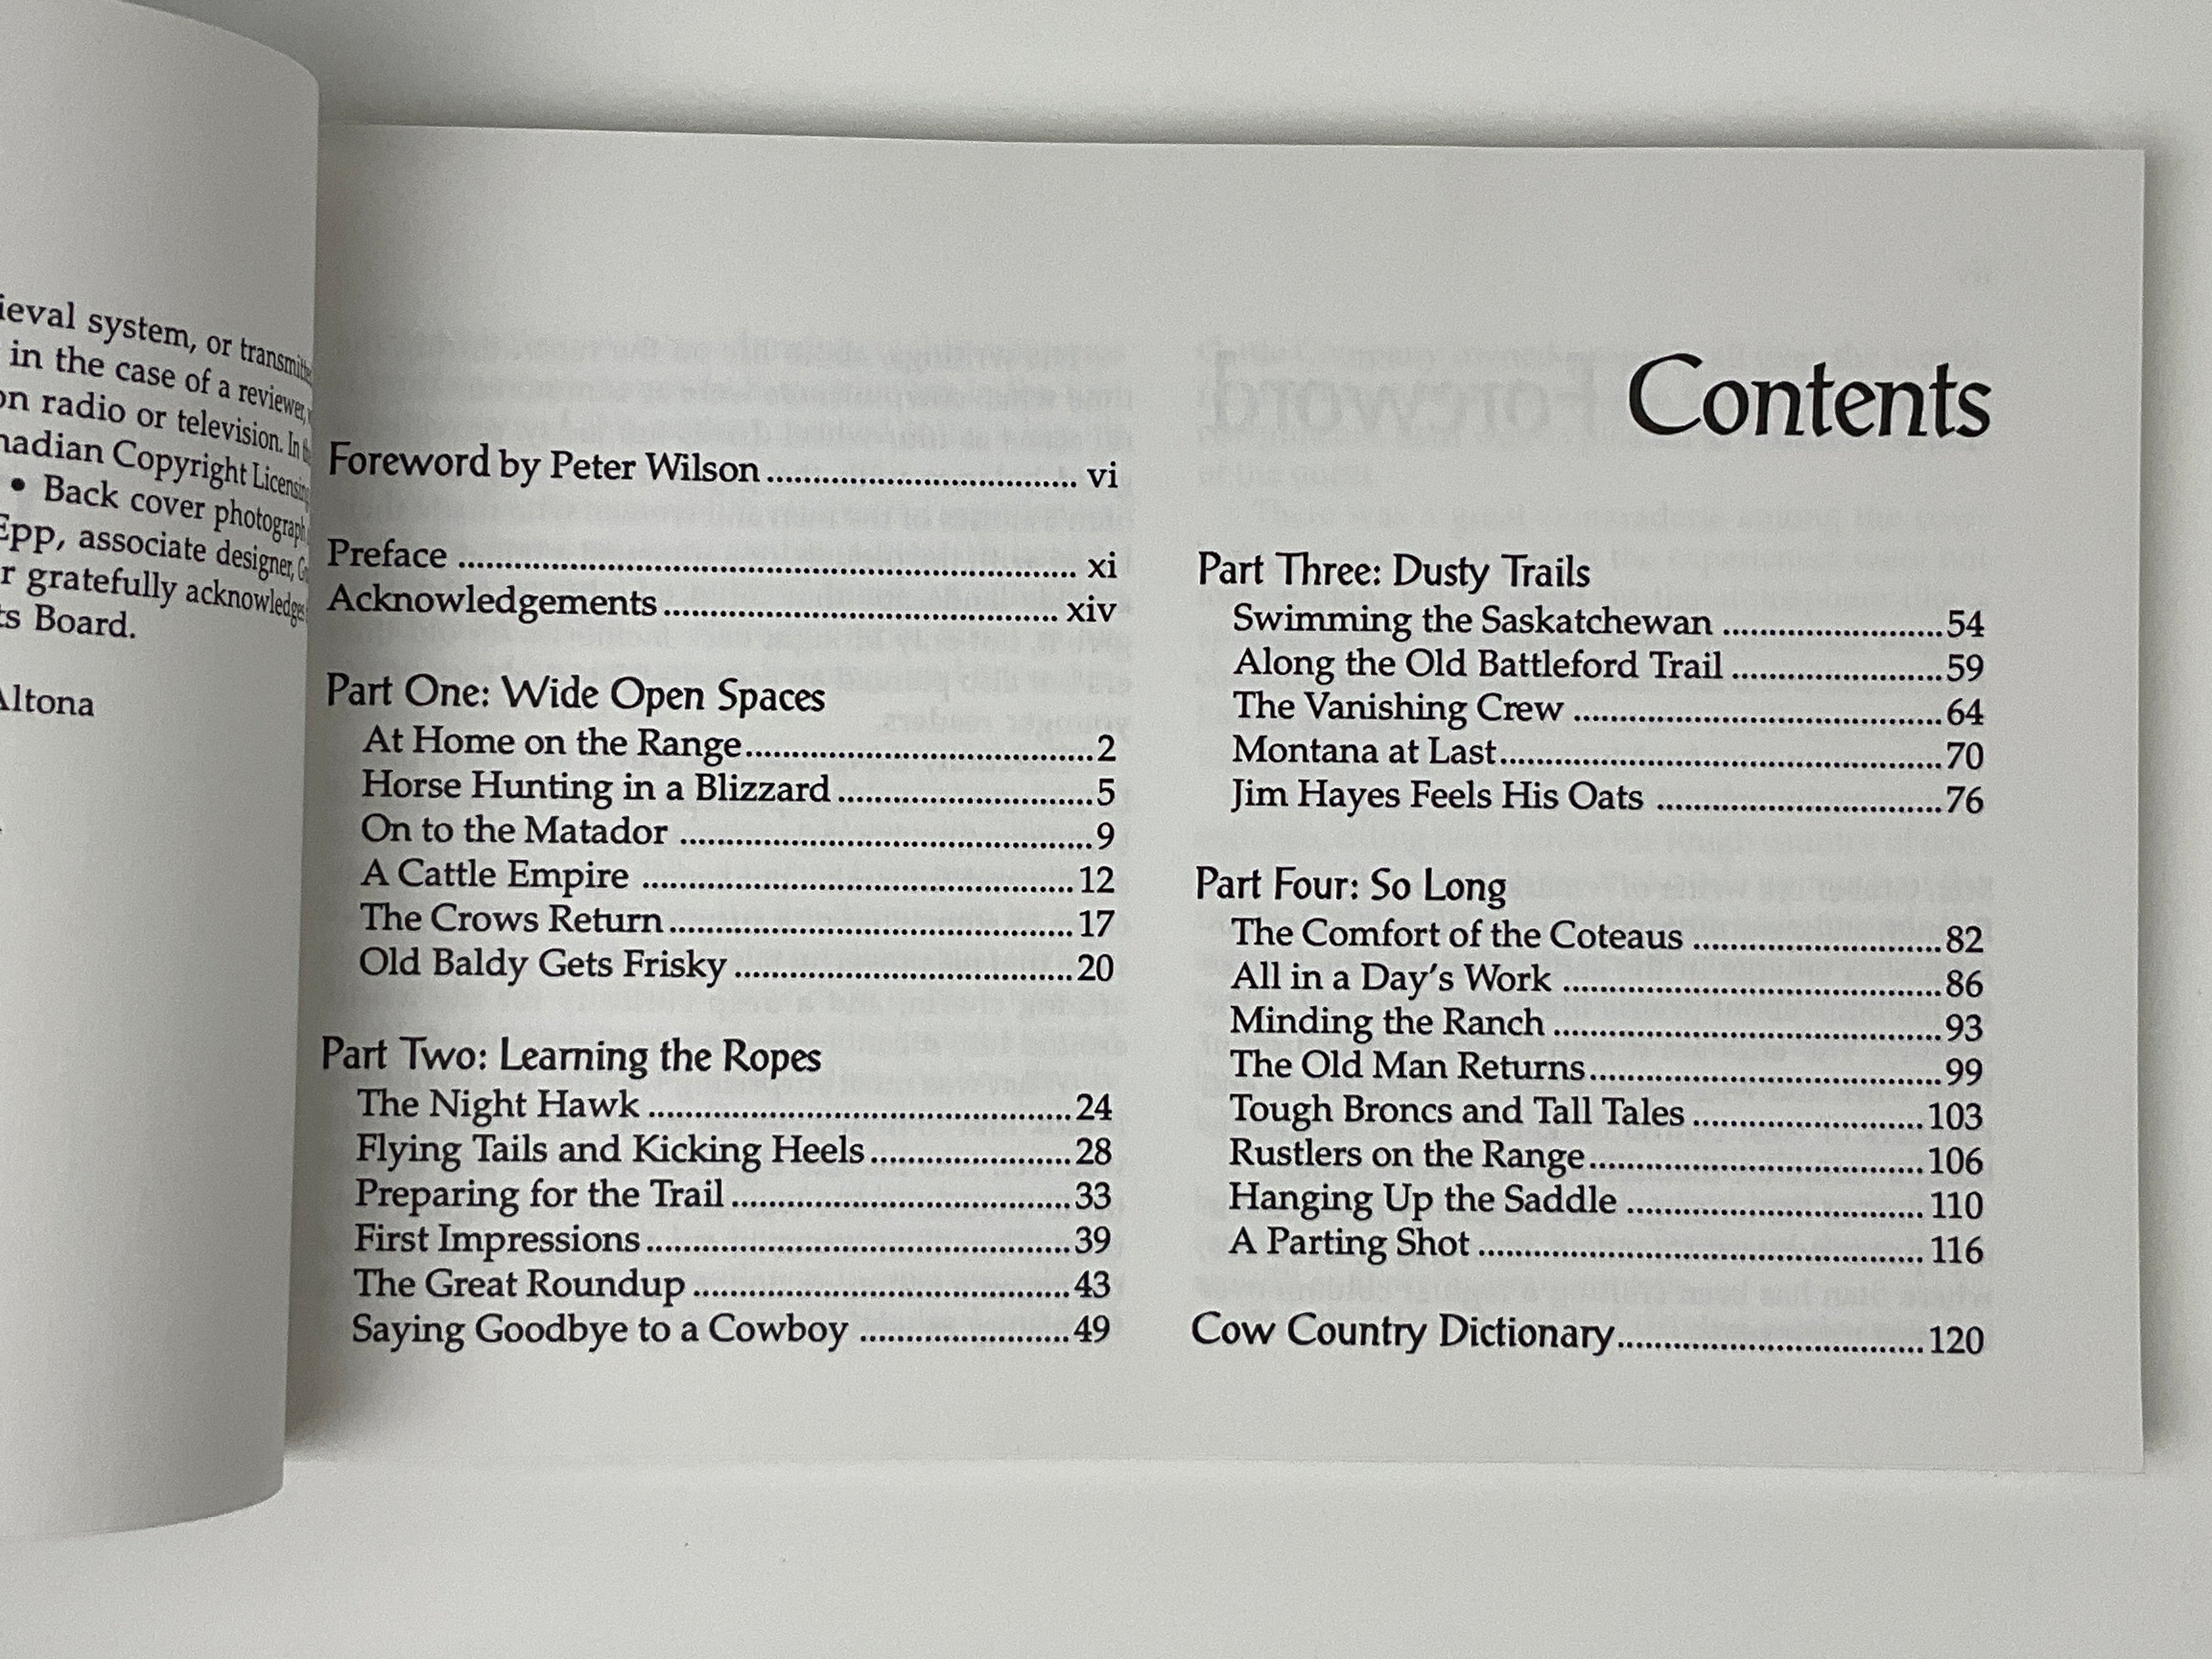 ieval system, or
in the case of a reviewer,
on radio or television. In
nadian Copyright Licensing
• Back cover photograph
Epp, associate designer,
r gratefully acknowledges
ts Board.
Altona
Contents
Foreword by Peter Wilson.................................. vi
Preface .................................................................. xi
Acknowledgements.......................................... xiv
Part One: Wide Open Spaces
At Home on the Range.....................................2
Horse Hunting in a Blizzard ...........................5
On to the Matador ............................................9
A Cattle Empire ..............................................12
The Crows Return...........................................17
Old Baldy Gets Frisky ....................................20
Part Two: Learning the Ropes
The Night Hawk .............................................24
Flying Tails and Kicking Heels.....................28
Preparing for the Trail ....................................33
First Impressions.............................................39
The Great Roundup ........................................43
Saying Goodbye to a Cowboy ......................49
Part Three: Dusty Trails
Swimming the Saskatchewan .......................54
Along the Old Battleford Trail ......................59
The Vanishing Crew .......................................64
Montana at Last...............................................70
Jim Hayes Feels His Oats ..............................76
Part Four: So Long
The Comfort of the Coteaus ..........................82
All in a Day's Work ........................................86
Minding the Ranch .........................................93
The Old Man Returns.....................................99
Tough Broncs and Tall Tales ........................103
Rustlers on the Range...................................106
Hanging Up the Saddle ...............................110
A Parting Shot ...............................................116
Cow Country Dictionary................................120